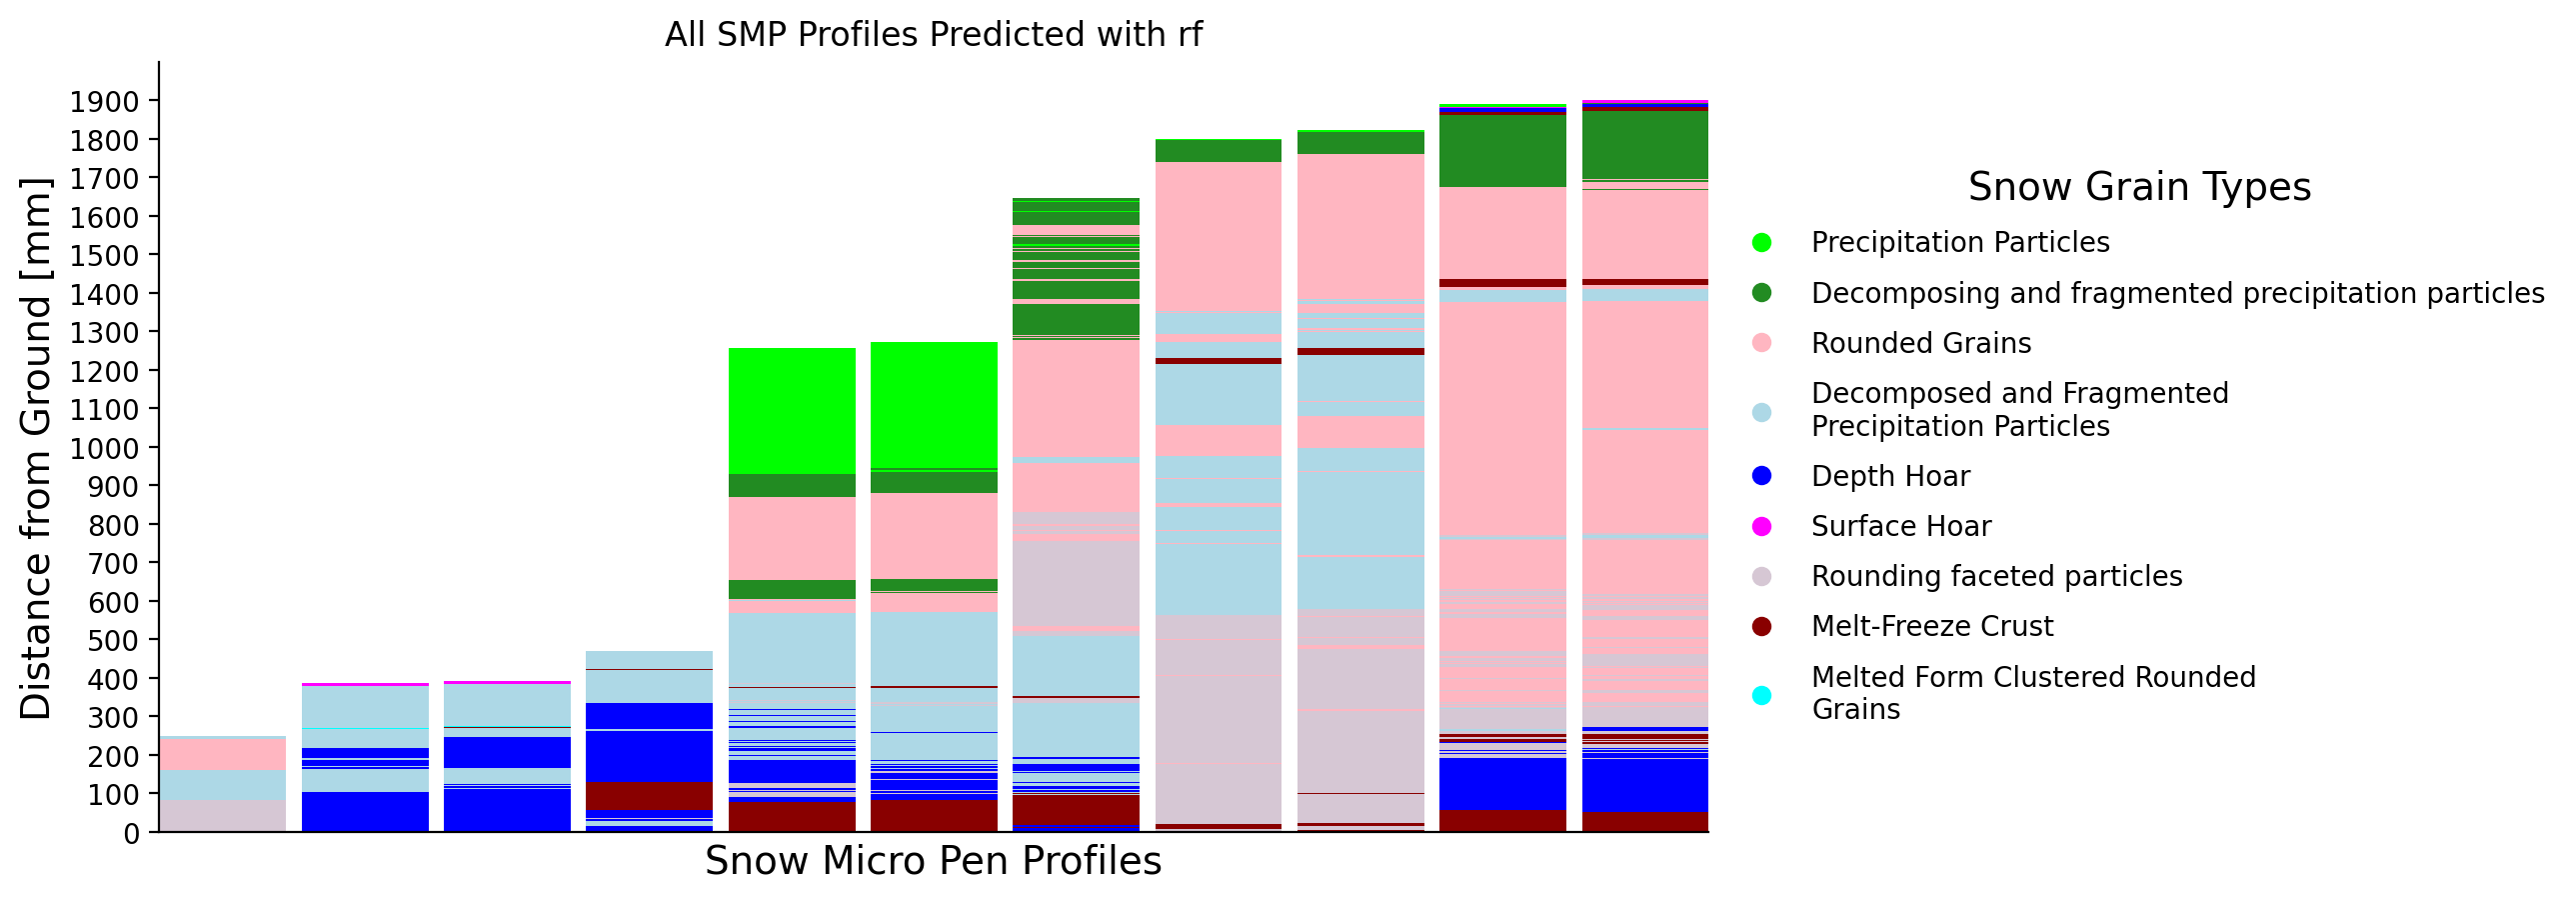 All SMP Profiles Predicted with rf
Distance from Ground [mm]
1900
1800
1700
1600
1500
1400
1300
1200
1100
1000
900
800
700
600
500
400
300
200
100
0
Snow Micro Pen Profiles
Snow Grain Types
Precipitation Particles
Decomposing and fragmented precipitation particles
Rounded Grains
Decomposed and Fragmented
Precipitation Particles
Depth Hoar
Surface Hoar
Rounding faceted particles
Melt-Freeze Crust
Melted Form Clustered Rounded
Grains